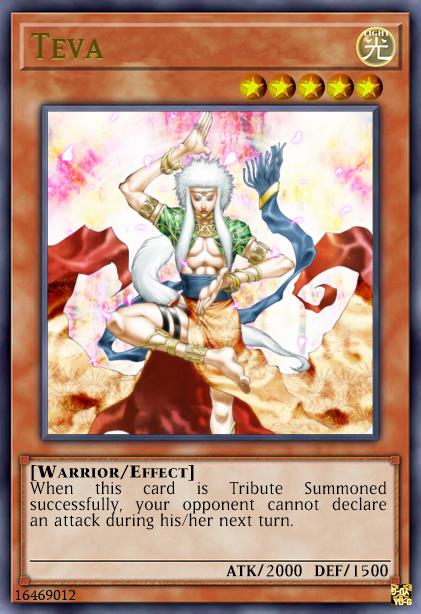 Teva
LIGHT
光
[Warrior/Effect]
When this card is Tribute Summoned
successfully, your opponent cannot declare
an attack during his/her next turn.
ATK/2000 DEF/1500
16469012